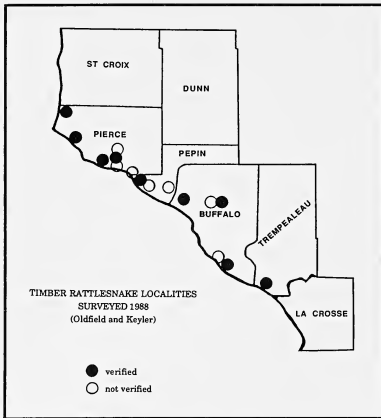 ST CROIX
DUNN
PIERCE
PEPIN
BUFFALO
TREMPEALEAU
LA CROSSE
TIMBER RATTLESNAKE LOCALITIES
SURVEYED 1988
(Oldfield and Keyler)
verified
not verified